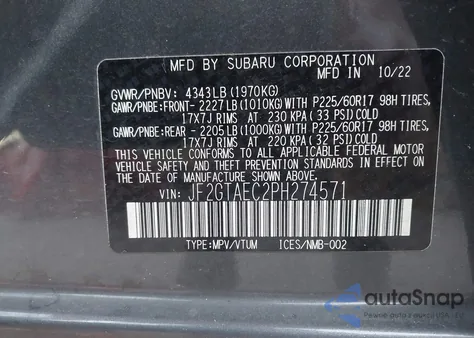 MFD BY SUBARU CORPORATION
GVWR/PNBV: 4343LB (1970KG) 10/22
GAWR/PNBE:FRONT- 2227LB(1010KG)WITH P225/60R17 98H TIRES,
17X7J RIMS AT 230 KPA (33 PSI)COLD
GAWR/PNBE:REAR - 2205LB(1000KG)WITH P225/60R17 98H TIRES,
17X7J RIMS AT 220 KPA (32 PSI)COLD
THIS VEHICLE CONFORMS TO ALL APPLICABLE FEDERAL MOTOR
VEHICLE SAFETY AND THEFT PREVENTION STANDARDS
IN EFFECT ON THE DATE OF MANUFACTURE SHOWN ABOVE.
VIN: JF2GTAEC2PH274571
TYPE:MPV/VTUM ICES/NMB-002
autoSnap